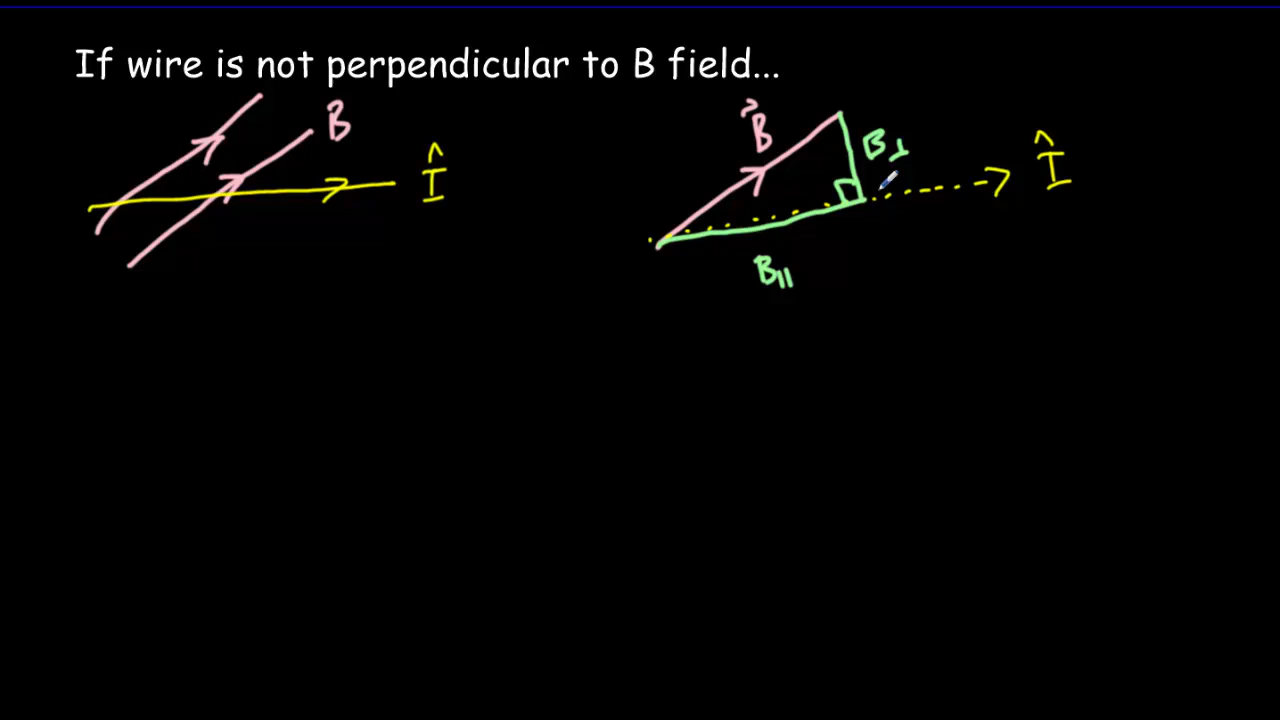 If wire is not perpendicular to B field...
B
Î
B⃗
B⊥
Î
B||